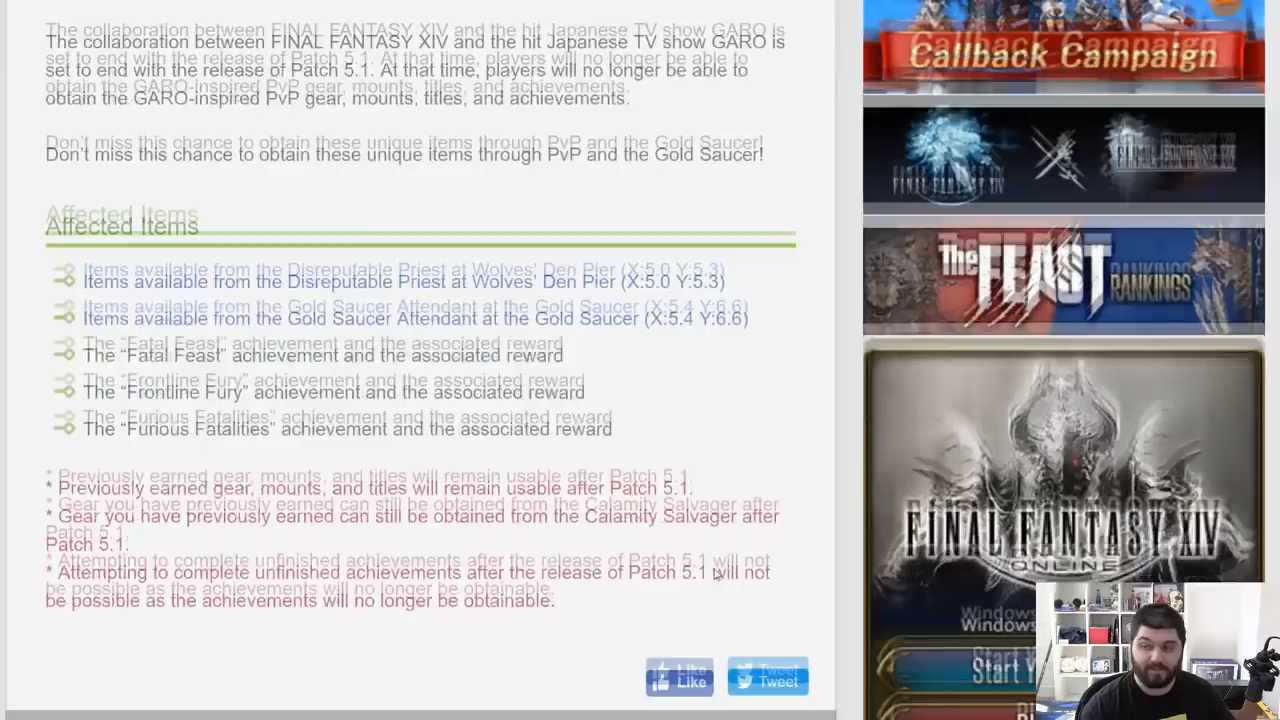 The collaboration between FINAL FANTASY XIV and the hit Japanese TV show GARO is
set to end with the release of Patch 5.1. At that time, players will no longer be able to
obtain the GARO-inspired PvP gear, mounts, titles, and achievements.
Don't miss this chance to obtain these unique items through PvP and the Gold Saucer!
Affected Items
Items available from the Disreputable Priest at Wolves' Den Pier (X:5.0 Y:5.3)
Items available from the Gold Saucer Attendant at the Gold Saucer (X:5.4 Y:6.6)
The “Fatal Feast” achievement and the associated reward
The “Frontline Fury” achievement and the associated reward
The “Furious Fatalities” achievement and the associated reward
* Previously earned gear, mounts, and titles will remain usable after Patch 5.1.
* Gear you have previously earned can still be obtained from the Calamity Salvager after
Patch 5.1.
* Attempting to complete unfinished achievements after the release of Patch 5.1 will not
be possible as the achievements will no longer be obtainable.
Like
Tweet
Callback Campaign
FINAL FANTASY XIV
The FEAST RANKINGS
FINAL FANTASY XIV
ONLINE
Windows
Start